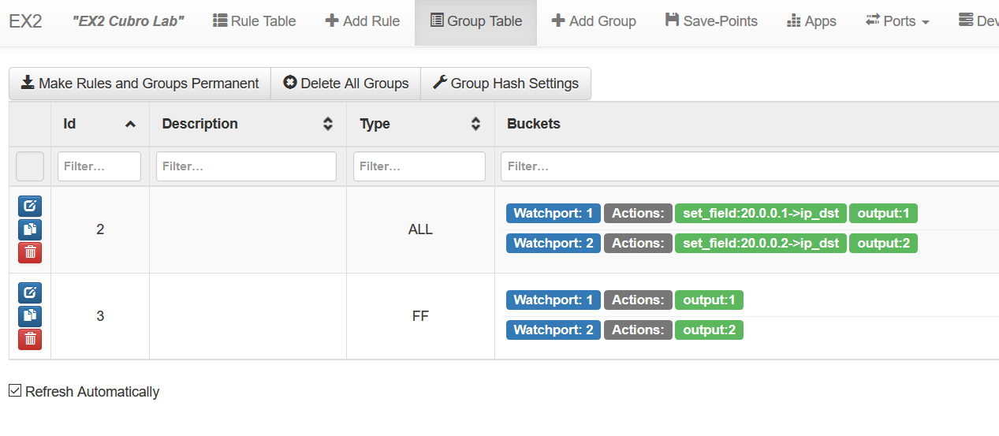 EX2 "EX2 Cubro Lab" Rule Table Add Rule Group Table Add Group Save-Points Apps Ports Dev
Make Rules and Groups Permanent Delete All Groups Group Hash Settings
Id Description Type Buckets
Filter... Filter... Filter... Filter...
2 ALL Watchport: 1 Actions: set_field:20.0.0.1->ip_dst output:1
Watchport: 2 Actions: set_field:20.0.0.2->ip_dst output:2
3 FF Watchport: 1 Actions: output:1
Watchport: 2 Actions: output:2
Refresh Automatically